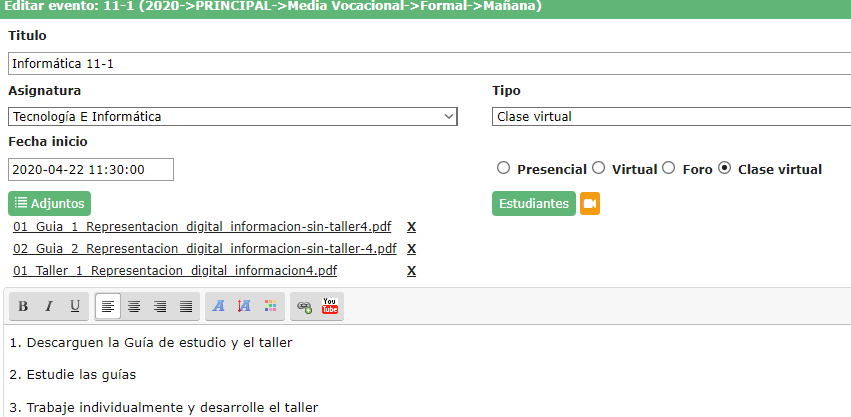 Editar evento: 11-1 (2020->PRINCIPAL->Media Vocacional->Formal->Mañana)
Titulo
Informática 11-1
Asignatura Tipo
Tecnología E Informática Clase virtual
Fecha inicio
2020-04-22 11:30:00 Presencial Virtual Foro Clase virtual
Adjuntos Estudiantes
01_Guia_1_Representacion_digital_informacion-sin-taller4.pdf X
02_Guia_2_Representacion_digital_informacion-sin-taller-4.pdf X
01_Taller_1_Representacion_digital_informacion4.pdf X
B I U A A You Tube
1. Descarguen la Guía de estudio y el taller
2. Estudie las guías
3. Trabaje individualmente y desarrolle el taller